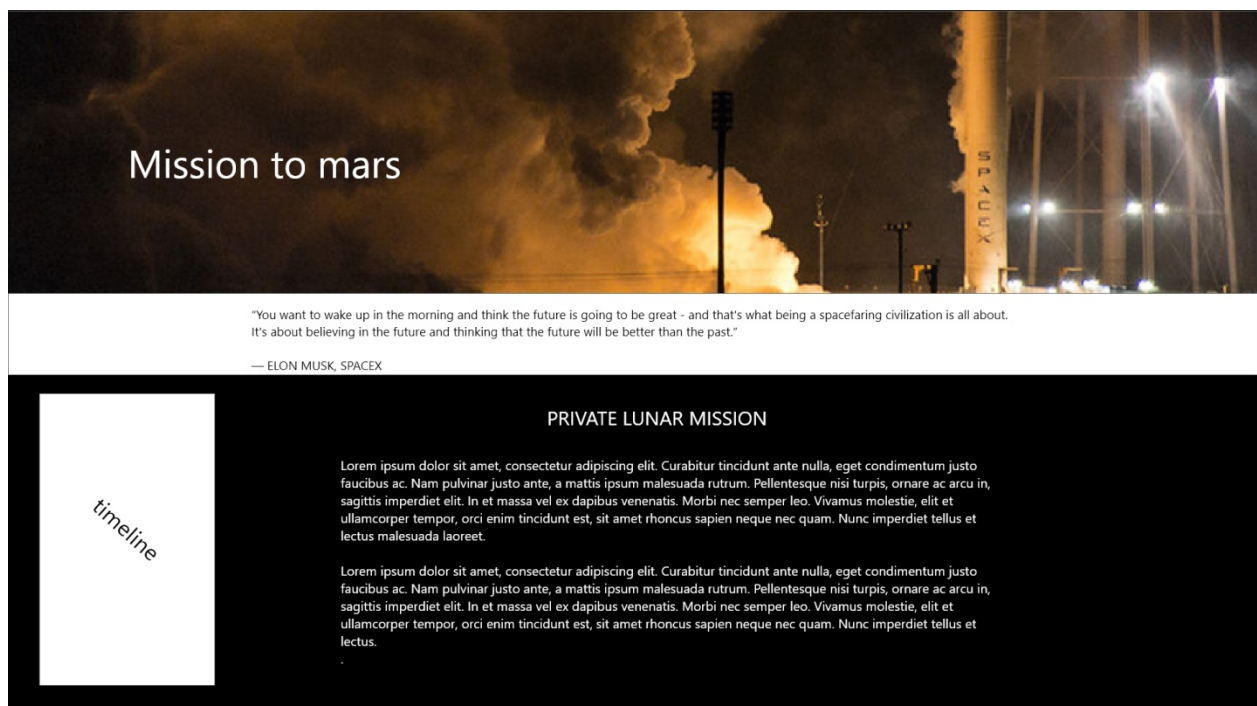 Mission to mars
SPACEX
"You want to wake up in the morning and think the future is going to be great - and that's what being a spacefaring civilization is all about.
It's about believing in the future and thinking that the future will be better than the past."
— ELON MUSK, SPACEX
timeline
PRIVATE LUNAR MISSION
Lorem ipsum dolor sit amet, consectetur adipiscing elit. Curabitur tincidunt ante nulla, eget condimentum justo
faucibus ac. Nam pulvinar justo ante, a mattis ipsum malesuada rutrum. Pellentesque nisi turpis, ornare ac arcu in,
sagittis imperdiet elit. In et massa vel ex dapibus venenatis. Morbi nec semper leo. Vivamus molestie, elit et
ullamcorper tempor, orci enim tincidunt est, sit amet rhoncus sapien neque nec quam. Nunc imperdiet tellus et
lectus malesuada laoreet.
Lorem ipsum dolor sit amet, consectetur adipiscing elit. Curabitur tincidunt ante nulla, eget condimentum justo
faucibus ac. Nam pulvinar justo ante, a mattis ipsum malesuada rutrum. Pellentesque nisi turpis, ornare ac arcu in,
sagittis imperdiet elit. In et massa vel ex dapibus venenatis. Morbi nec semper leo. Vivamus molestie, elit et
ullamcorper tempor, orci enim tincidunt est, sit amet rhoncus sapien neque nec quam. Nunc imperdiet tellus et
lectus.
.